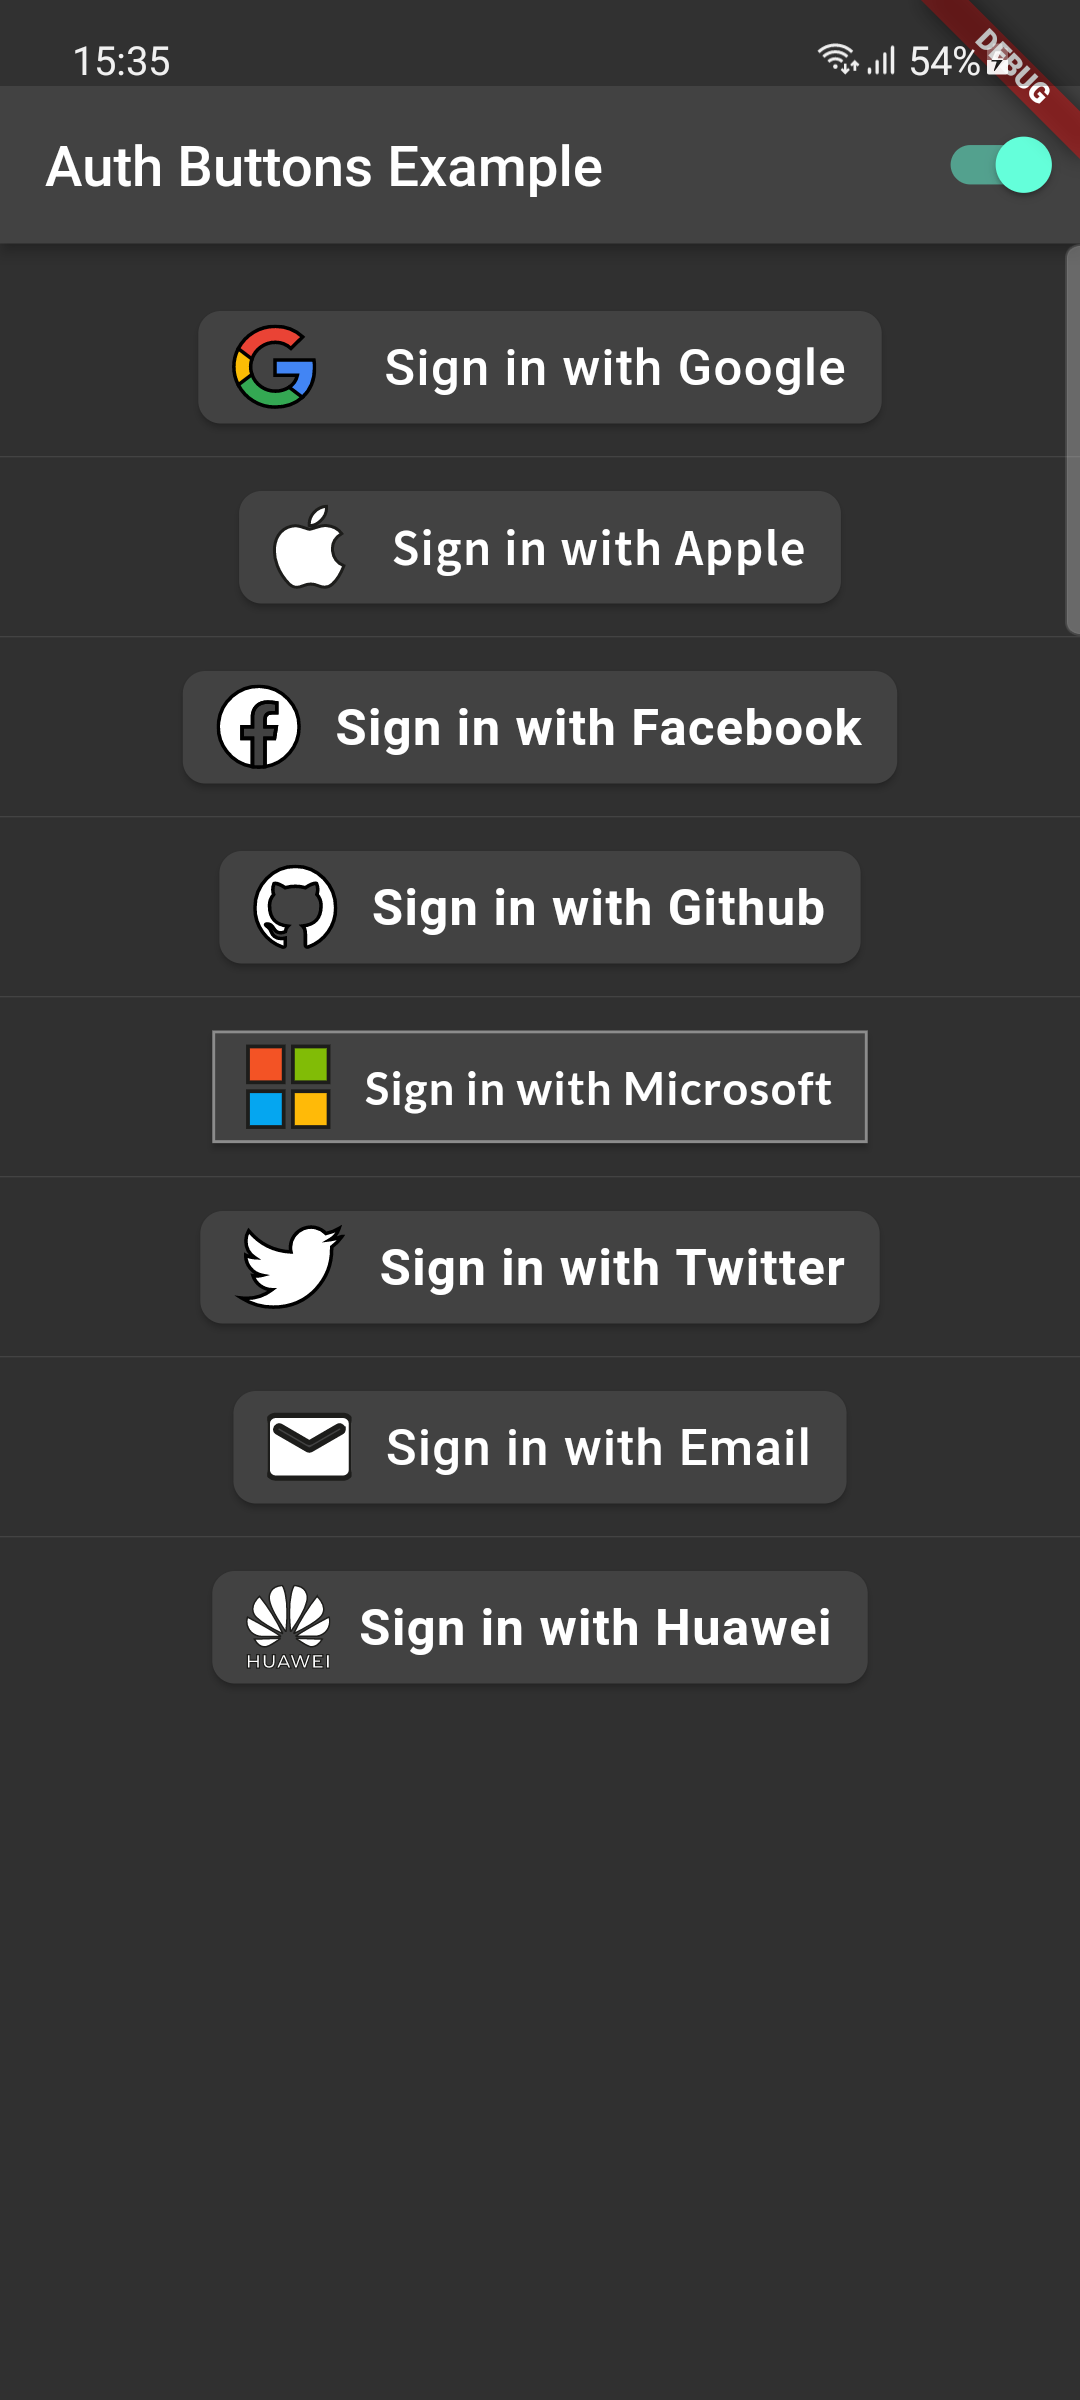 15:35
54%
DEBUG
Auth Buttons Example
Sign in with Google
Sign in with Apple
Sign in with Facebook
Sign in with Github
Sign in with Microsoft
Sign in with Twitter
Sign in with Email
HUAWEI
Sign in with Huawei